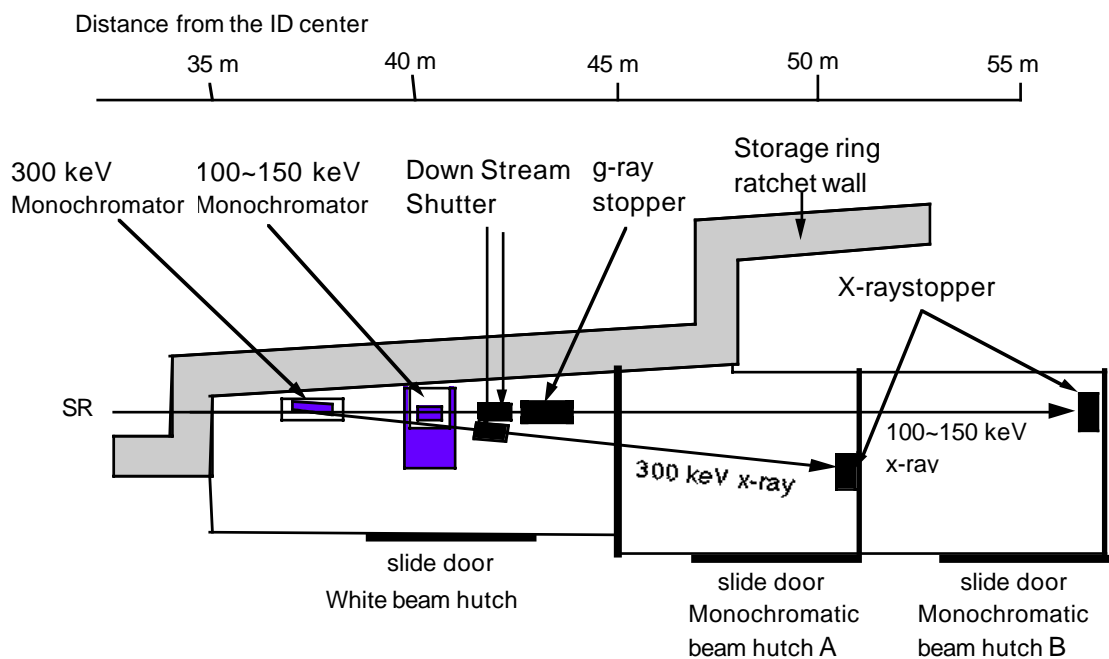 Distance from the ID center
35 m
40 m
45 m
50 m
55 m
300 keV
Monochromator
100~150 keV
Monochromator
Down Stream
Shutter
g-ray
stopper
Storage ring
ratchet wall
X-raystopper
SR
300 keV x-ray
100~150 keV
x-ray
slide door
White beam hutch
slide door
Monochromatic
beam hutch A
slide door
Monochromatic
beam hutch B